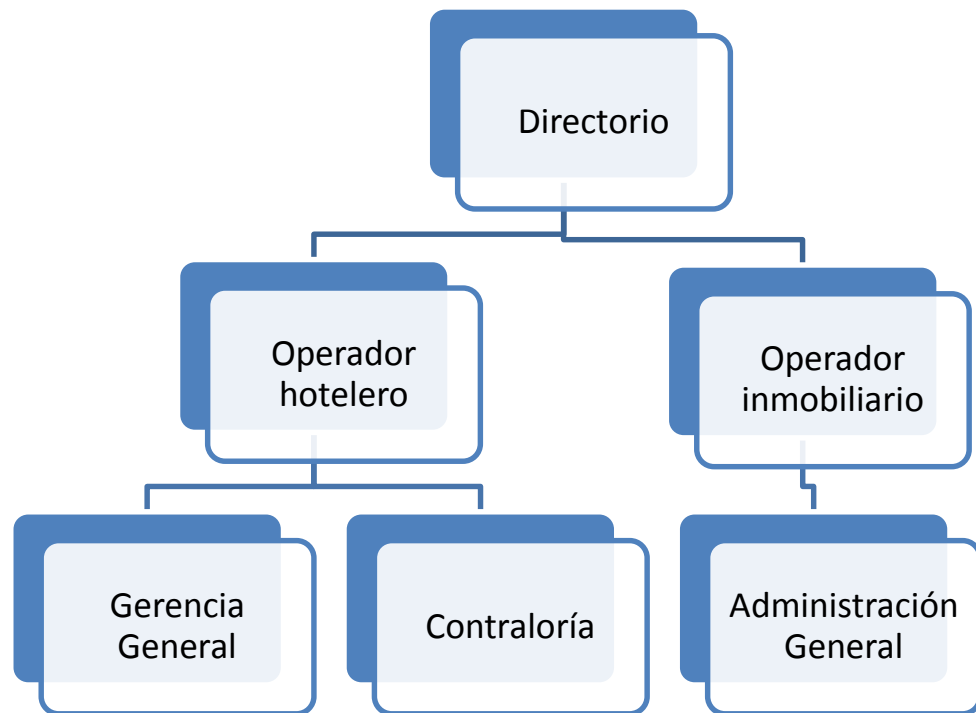 Directorio
Operador
hotelero
Operador
inmobiliario
Gerencia
General
Contraloría
Administración
General